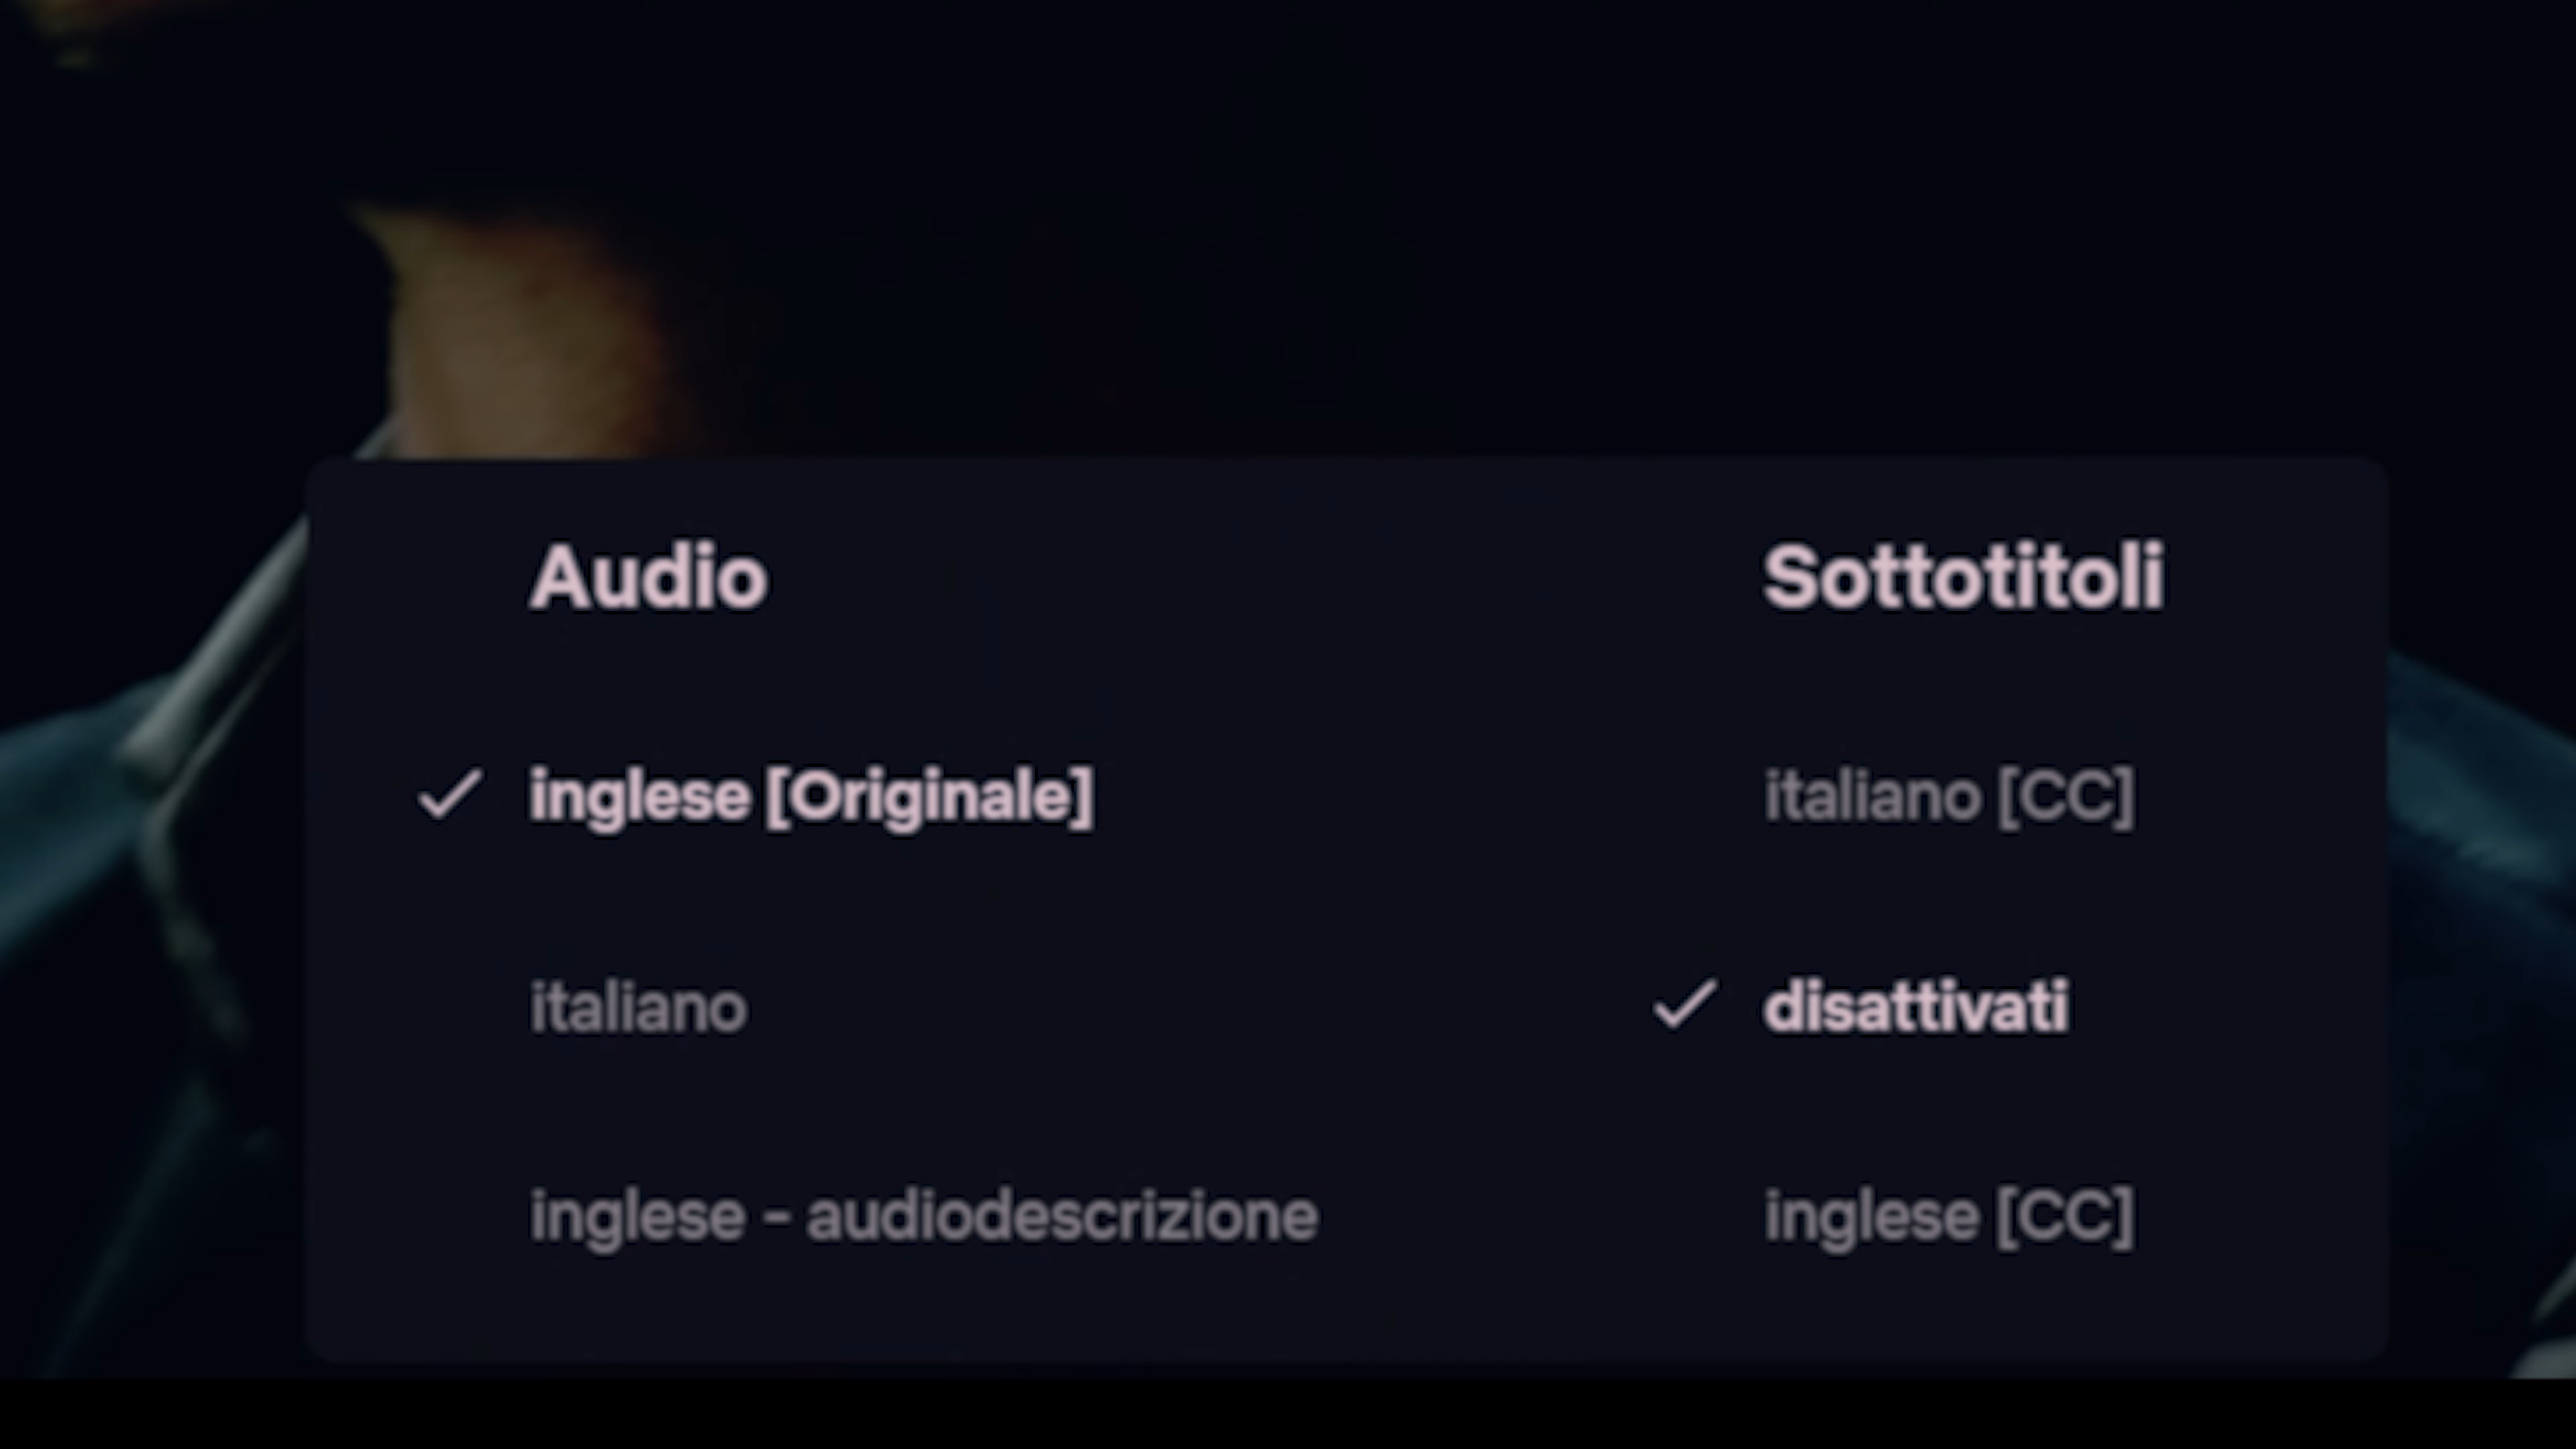 Audio
inglese [Originale]
italiano
inglese - audiodescrizione
Sottotitoli
italiano [CC]
disattivati
inglese [CC]